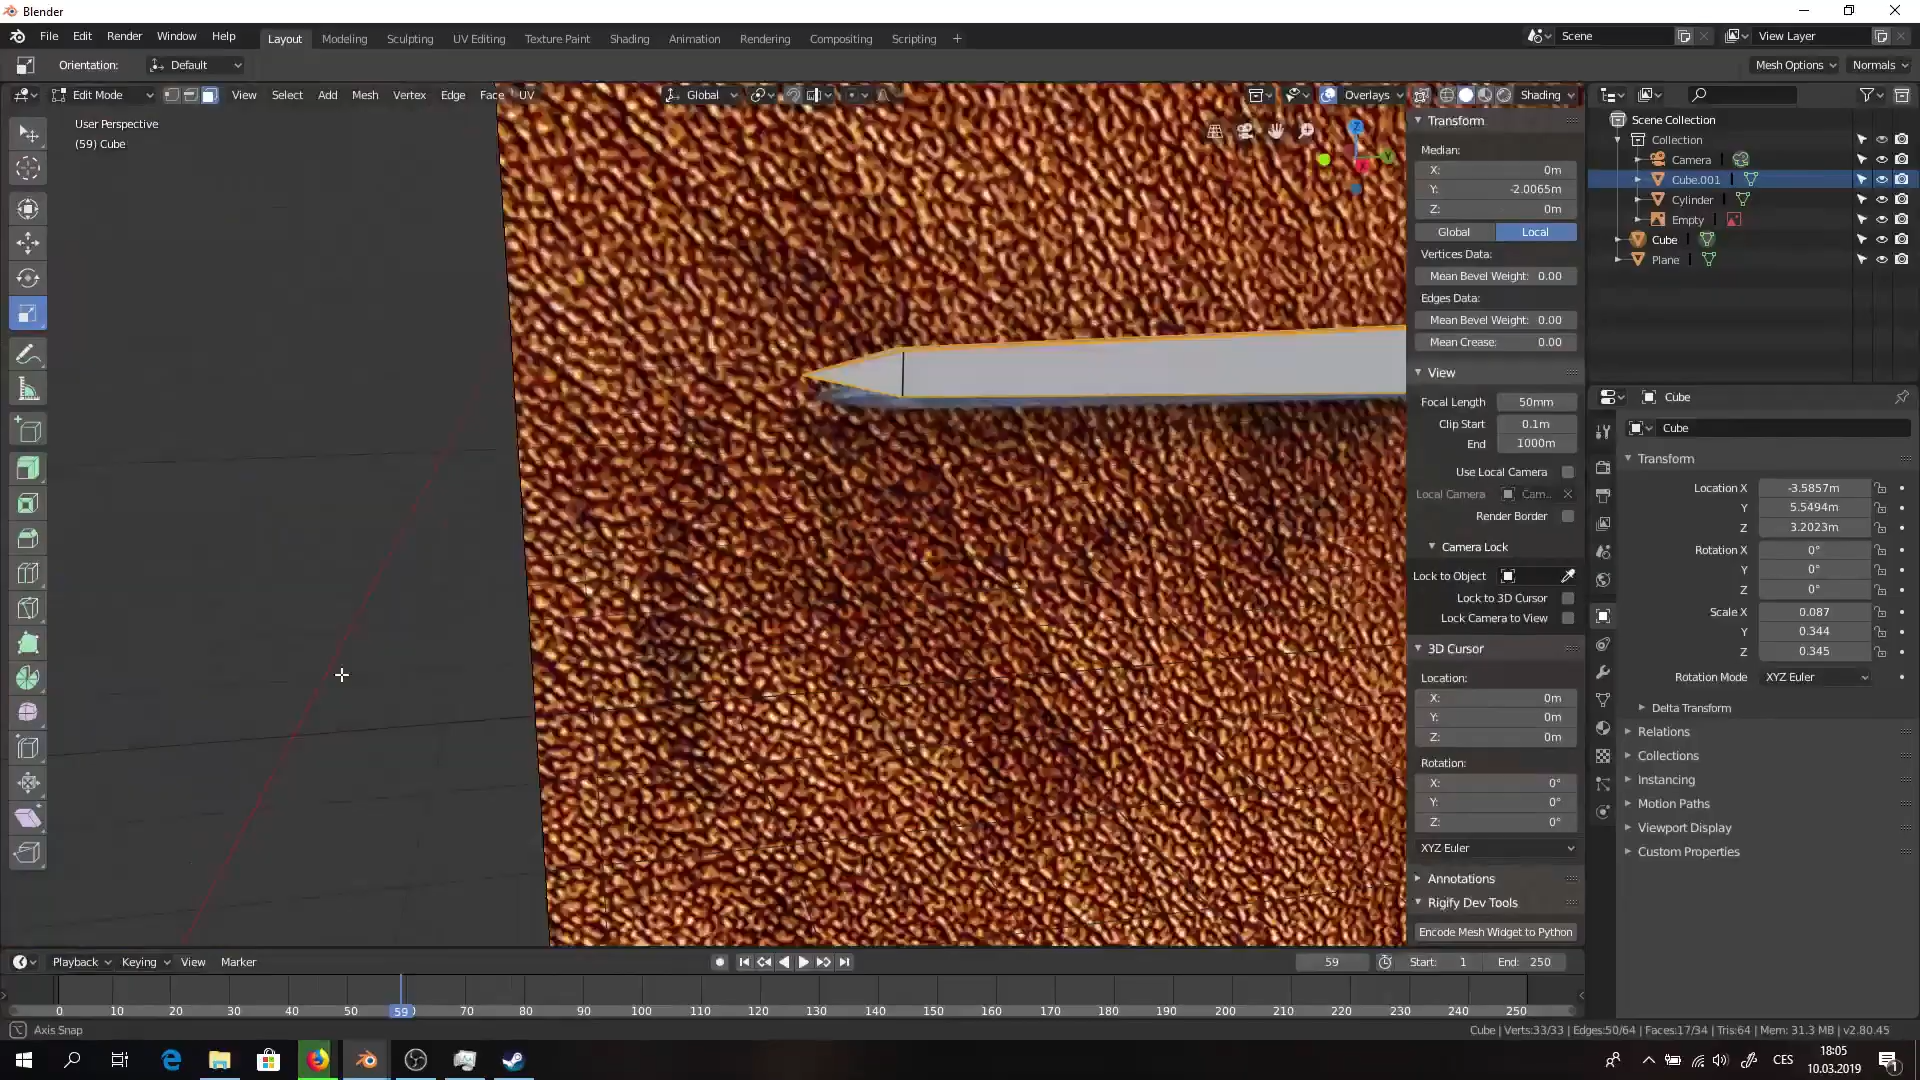 Blender
File Edit Render Window Help
Layout Modeling Sculpting UV Editing Texture Paint Shading Animation Rendering Compositing Scripting +
Scene
View Layer
Orientation: Default
Mesh Options Normals
Edit Mode View Select Add Mesh Vertex Edge Face UV
Global
Overlays
Shading
User Perspective
(59) Cube
Z
Y
Transform
Median:
X: 0m
Y: -2.0065m
Z: 0m
Global Local
Vertices Data:
Mean Bevel Weight: 0.00
Edges Data:
Mean Bevel Weight: 0.00
Mean Crease: 0.00
View
Focal Length 50mm
Clip Start 0.1m
End 1000m
Use Local Camera
Local Camera Cam..
Render Border
Camera Lock
Lock to Object
Lock to 3D Cursor
Lock Camera to View
3D Cursor
Location:
X: 0m
Y: 0m
Z: 0m
Rotation:
X: 0°
Y: 0°
Z: 0°
XYZ Euler
Annotations
Rigify Dev Tools
Encode Mesh Widget to Python
Scene Collection
Collection
Camera
Cube.001
Cylinder
Empty
Cube
Plane
Cube
Cube
Transform
Location X -3.5857m
Y 5.5494m
Z 3.2023m
Rotation X 0°
Y 0°
Z 0°
Scale X 0.087
Y 0.344
Z 0.345
Rotation Mode XYZ Euler
Delta Transform
Relations
Collections
Instancing
Motion Paths
Viewport Display
Custom Properties
Playback Keying View Marker
59 Start: 1 End: 250
0 10 20 30 40 50 59 70 80 90 100 110 120 130 140 150 160 170 180 190 200 210 220 230 240 250
Axis Snap
Cube | Verts:33/33 | Edges:50/64 | Faces:17/34 | Tris:64 | Mem: 31.3 MB | v2.80.45
CES
18:05
10.03.2019
1